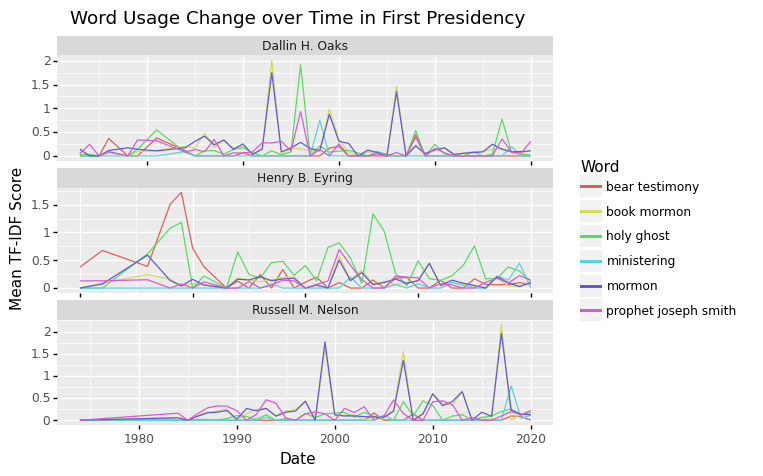 Word Usage Change over Time in First Presidency
Dallin H. Oaks
2
1.5
1
0.5
0
Henry B. Eyring
1.5
1
0.5
0
Russell M. Nelson
2
1.5
1
0.5
0
1980
1990
2000
2010
2020
Date
Mean TF-IDF Score
Word
bear testimony
book mormon
holy ghost
ministering
mormon
prophet joseph smith